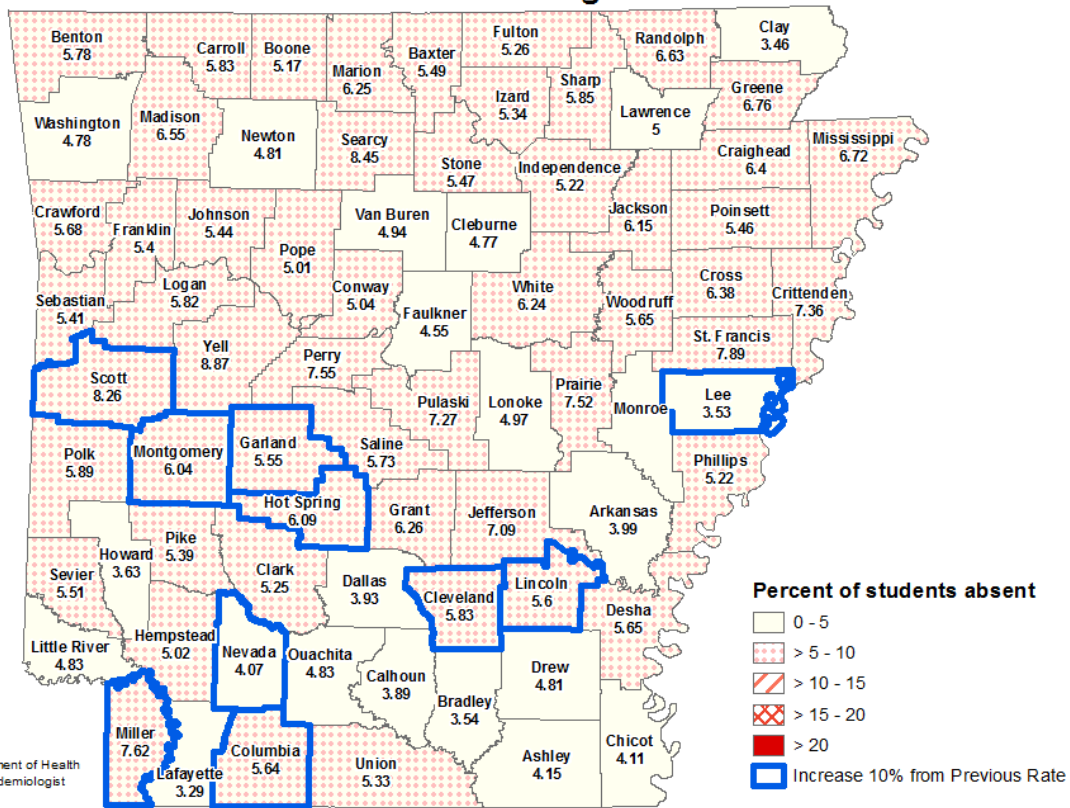 Benton
5.78
Carroll
5.83
Boone
5.17
Marion
6.25
Baxter
5.49
Fulton
5.26
Randolph
6.63
Clay
3.46
Izard
5.34
Sharp
5.85
Lawrence
5
Greene
6.76
Washington
4.78
Madison
6.55
Newton
4.81
Searcy
8.45
Stone
5.47
Independence
5.22
Craighead
6.4
Mississippi
6.72
Crawford
5.68
Franklin
5.4
Johnson
5.44
Pope
5.01
Van Buren
4.94
Cleburne
4.77
Jackson
6.15
Poinsett
5.46
Sebastian
5.41
Logan
5.82
Conway
5.04
Faulkner
4.55
White
6.24
Woodruff
5.65
Cross
6.38
Crittenden
7.36
Scott
8.26
Yell
8.87
Perry
7.55
Pulaski
7.27
Lonoke
4.97
Prairie
7.52
Monroe
St. Francis
7.89
Lee
3.53
Polk
5.89
Montgomery
6.04
Garland
5.55
Saline
5.73
Hot Spring
6.09
Grant
6.26
Jefferson
7.09
Arkansas
3.99
Phillips
5.22
Sevier
5.51
Howard
3.63
Pike
5.39
Clark
5.25
Dallas
3.93
Cleveland
5.83
Lincoln
5.6
Desha
5.65
Little River
4.83
Hempstead
5.02
Nevada
4.07
Ouachita
4.83
Calhoun
3.89
Bradley
3.54
Drew
4.81
Miller
7.62
Lafayette
3.29
Columbia
5.64
Union
5.33
Ashley
4.15
Chicot
4.11
ment of Health
demiologist
Percent of students absent
0 - 5
> 5 - 10
> 10 - 15
> 15 - 20
> 20
Increase 10% from Previous Rate